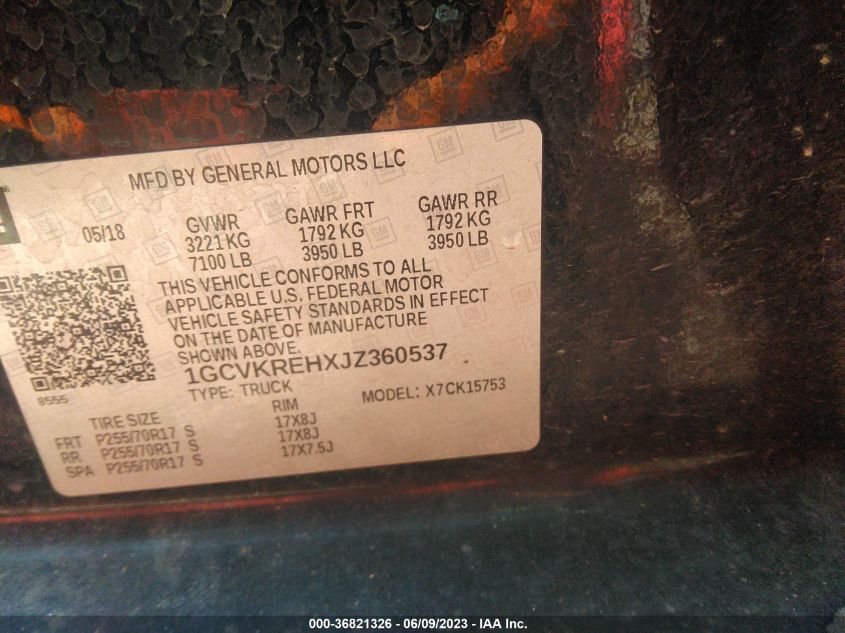 MFD BY GENERAL MOTORS LLC
05/18 GVWR GAWR FRT GAWR RR
3221 KG 1792 KG 1792 KG
7100 LB 3950 LB 3950 LB
THIS VEHICLE CONFORMS TO ALL
APPLICABLE U.S. FEDERAL MOTOR
VEHICLE SAFETY STANDARDS IN EFFECT
ON THE DATE OF MANUFACTURE
SHOWN ABOVE.
1GCVKREHXJZ360537
8555 TYPE: TRUCK MODEL: X7CK15753
TIRE SIZE RIM
FRT P255/70R17 S 17X8J
RR P255/70R17 S 17X8J
SPA P255/70R17 S 17X7.5J
000-36821326 - 06/09/2023 - IAA Inc.